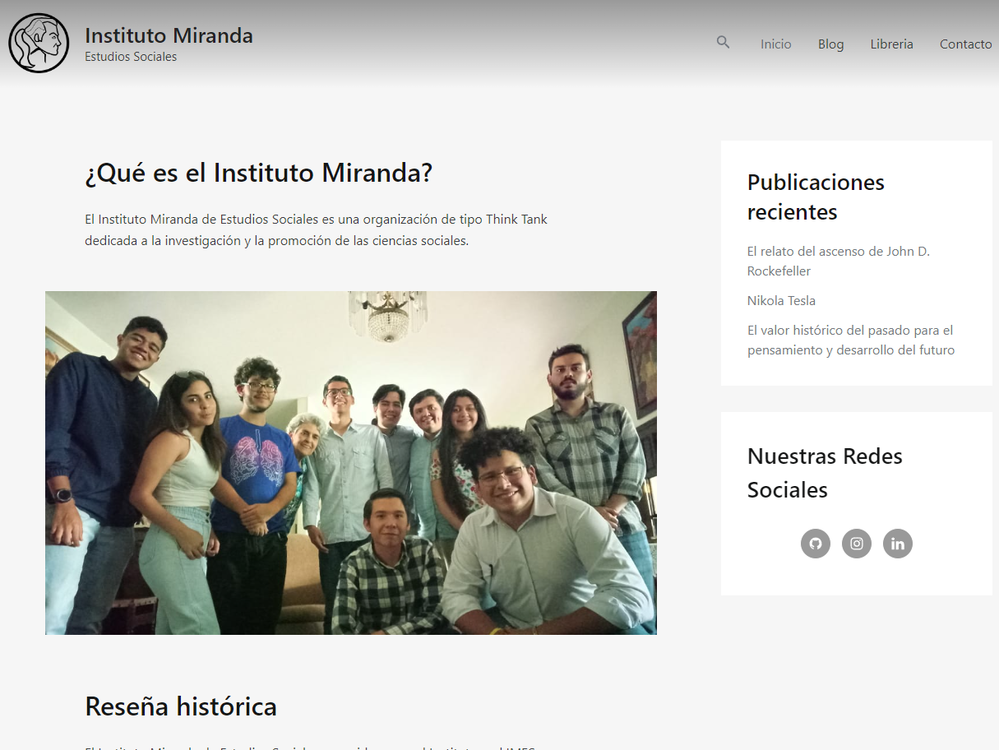 Instituto Miranda
Estudios Sociales
Inicio
Blog
Libreria
Contacto
¿Qué es el Instituto Miranda?
El Instituto Miranda de Estudios Sociales es una organización de tipo Think Tank
dedicada a la investigación y la promoción de las ciencias sociales.
Reseña histórica
Publicaciones
recientes
El relato del ascenso de John D.
Rockefeller
Nikola Tesla
El valor histórico del pasado para el
pensamiento y desarrollo del futuro
Nuestras Redes
Sociales
in